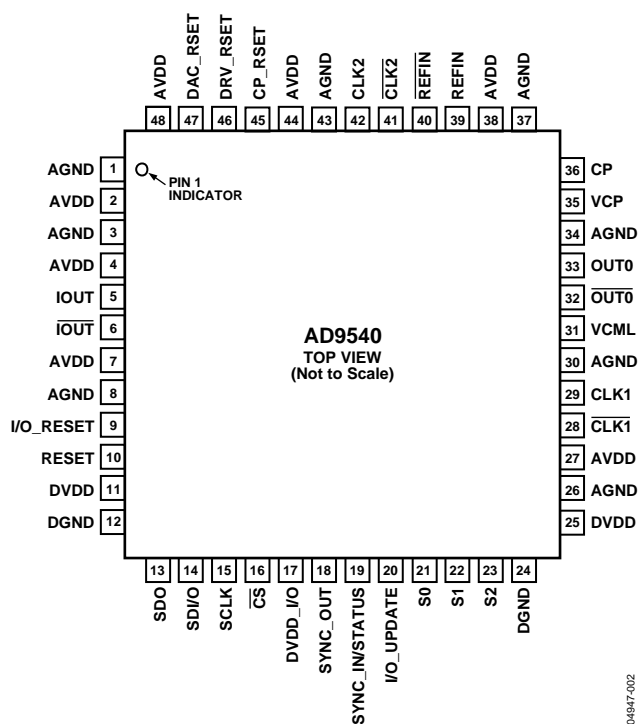 AVDD
DAC_RSET
DRV_RSET
CP_RSET
AVDD
AGND
CLK2
CLK2
REFIN
REFIN
AVDD
AGND
48 47 46 45 44 43 42 41 40 39 38 37
AGND 1
AVDD 2
AGND 3
AVDD 4
IOUT 5
IOUT 6
AVDD 7
AGND 8
I/O_RESET 9
RESET 10
DVDD 11
DGND 12
PIN 1
INDICATOR
AD9540
TOP VIEW
(Not to Scale)
36 CP
35 VCP
34 AGND
33 OUT0
32 OUT0
31 VCML
30 AGND
29 CLK1
28 CLK1
27 AVDD
26 AGND
25 DVDD
13 14 15 16 17 18 19 20 21 22 23 24
SDO
SDI/O
SCLK
CS
DVDD_I/O
SYNC_OUT
SYNC_IN/STATUS
I/O_UPDATE
S0
S1
S2
DGND
04947-002